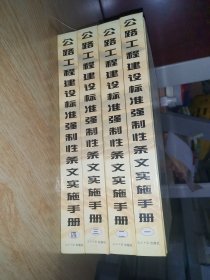 公路工程建设标准强制性条文实施手册 一
公路工程建设标准强制性条文实施手册 二
公路工程建设标准强制性条文实施手册 三
公路工程建设标准强制性条文实施手册 四